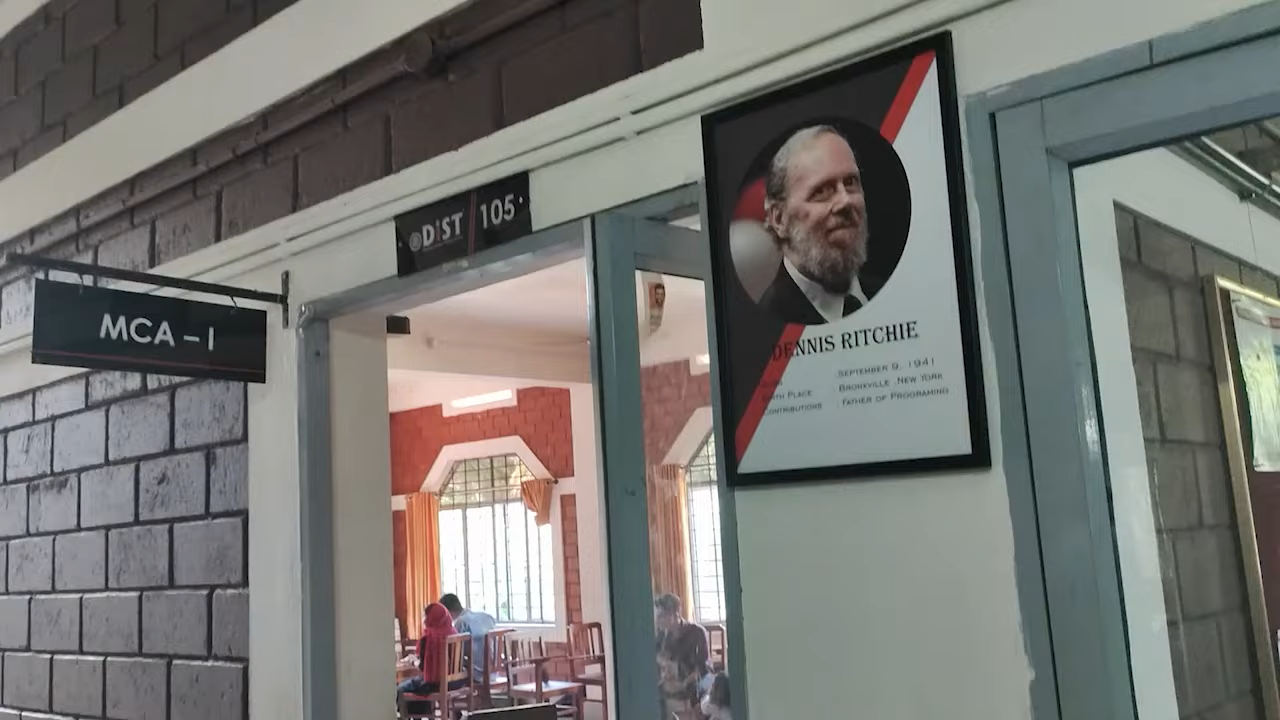 MCA – I
DIST 105
DENNIS RITCHIE
SEPTEMBER 9, 1941
BIRTH PLACE BRONXVILLE , NEW YORK
CONTRIBUTIONS : FATHER OF PROGRAMING